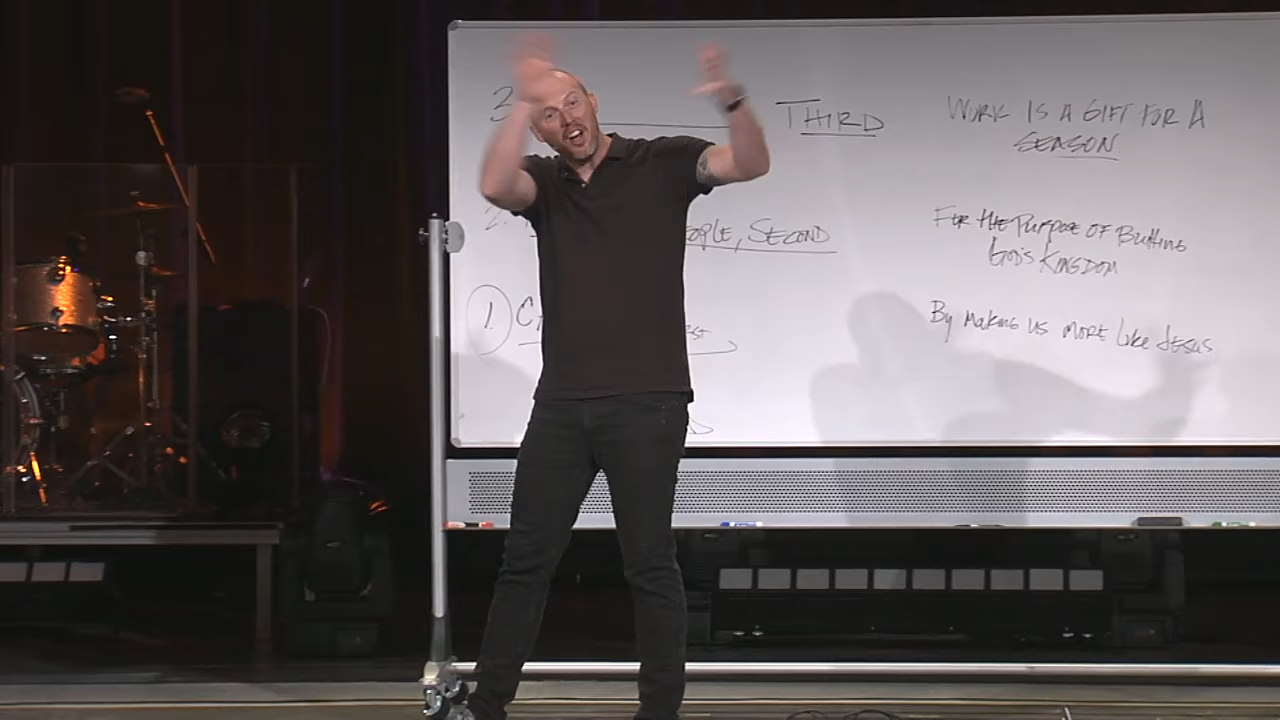 3. THIRD
2. EOPLE, SECOND
1. C
WORK IS A GIFT FOR A
SEASON
FOR THE PURPOSE OF BUILDING
GOD'S KINGDOM
BY MAKING US MORE LIKE JESUS